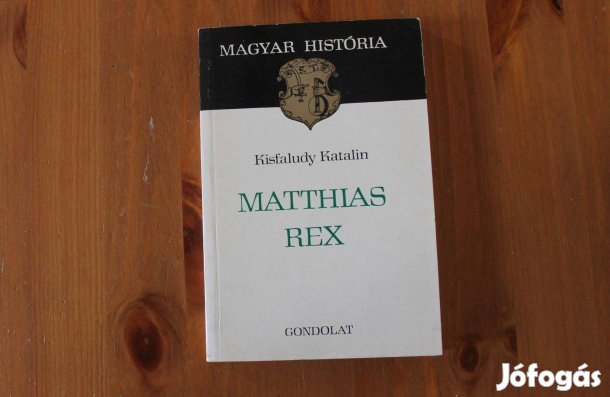 MAGYAR HISTÓRIA
Kisfaludy Katalin
MATTHIAS
REX
GONDOLAT
Jófogás